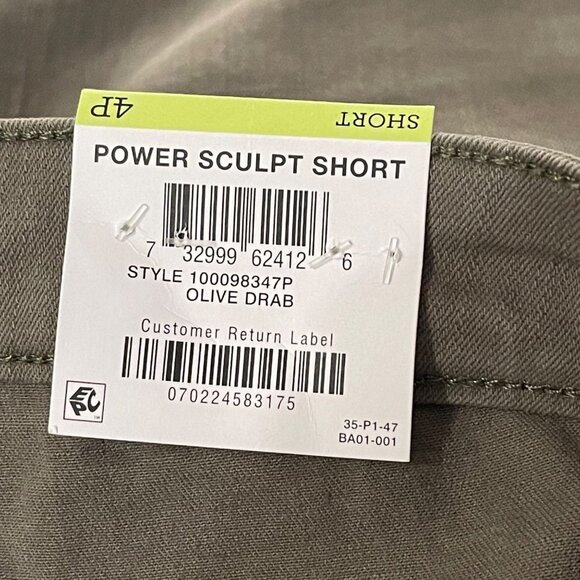 4P SHORT
POWER SCULPT SHORT
7 32999 62412 6
STYLE 100098347P
OLIVE DRAB
Customer Return Label
070224583175
EPC
TM
35-P1-47
BA01-001